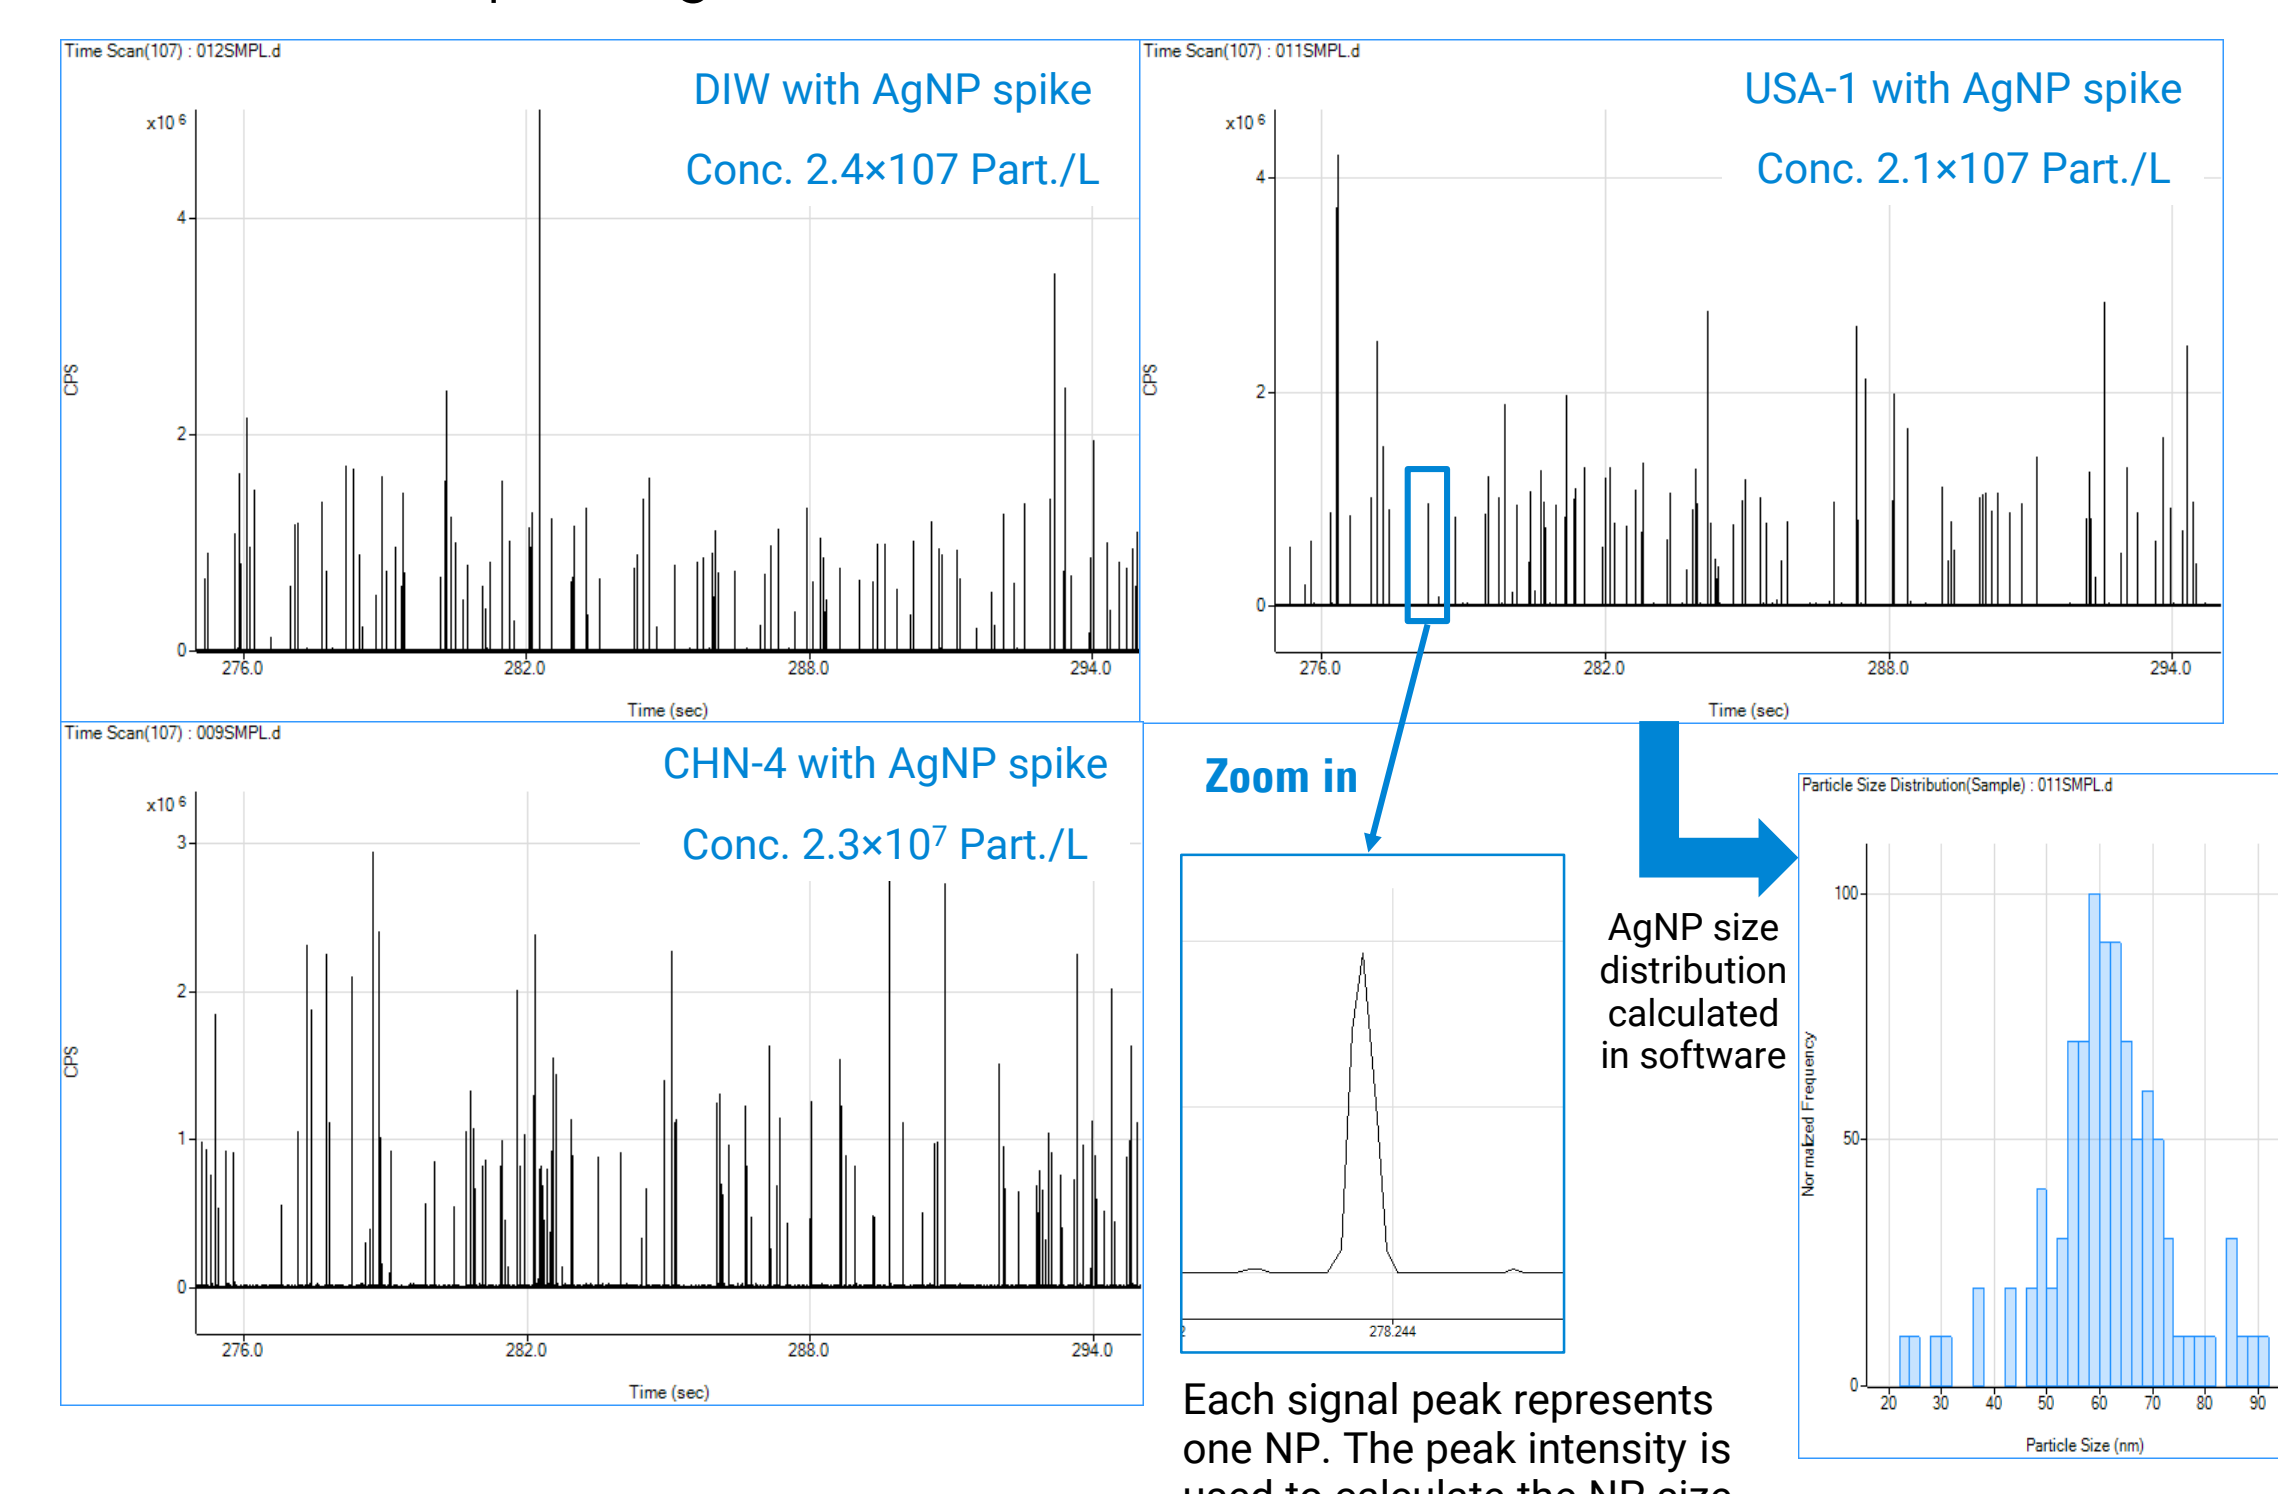 Time Scan(107) : 012SMPL.d
DIW with AgNP spike
Conc. 2.4×107 Part./L
x10 6
4
2
0
CPS
276.0 282.0 288.0 294.0
Time (sec)
Time Scan(107) : 011SMPL.d
USA-1 with AgNP spike
Conc. 2.1×107 Part./L
x10 6
4
2
0
CPS
276.0 282.0 288.0 294.0
Time (sec)
Time Scan(107) : 009SMPL.d
CHN-4 with AgNP spike
Conc. 2.3×10⁷ Part./L
x10 6
3
2
1
0
CPS
276.0 282.0 288.0 294.0
Time (sec)
Zoom in
278.244
Each signal peak represents
one NP. The peak intensity is
used to calculate the NP size
AgNP size
distribution
calculated
in software
Particle Size Distribution(Sample) : 011SMPL.d
100
50
0
Normalized Frequency
20 30 40 50 60 70 80 90
Particle Size (nm)